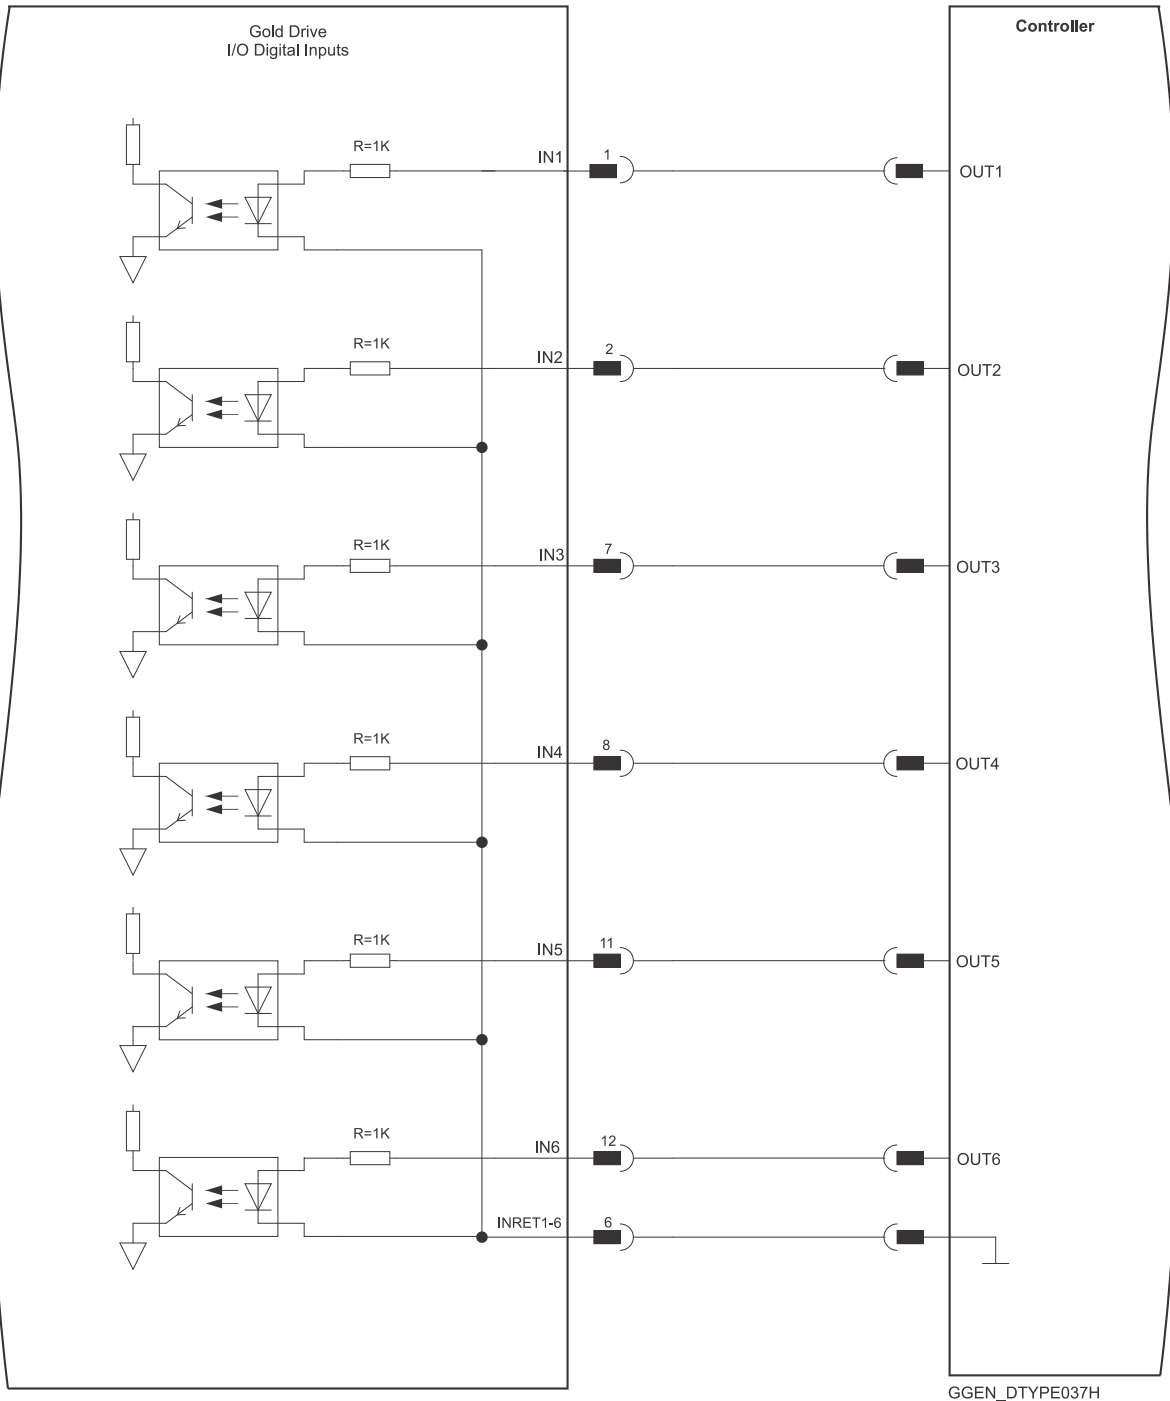 Gold Drive
I/O Digital Inputs
Controller
R=1K
IN1
1
OUT1
R=1K
IN2
2
OUT2
R=1K
IN3
7
OUT3
R=1K
IN4
8
OUT4
R=1K
IN5
11
OUT5
R=1K
IN6
12
OUT6
INRET1-6
6
GGEN_DTYPE037H